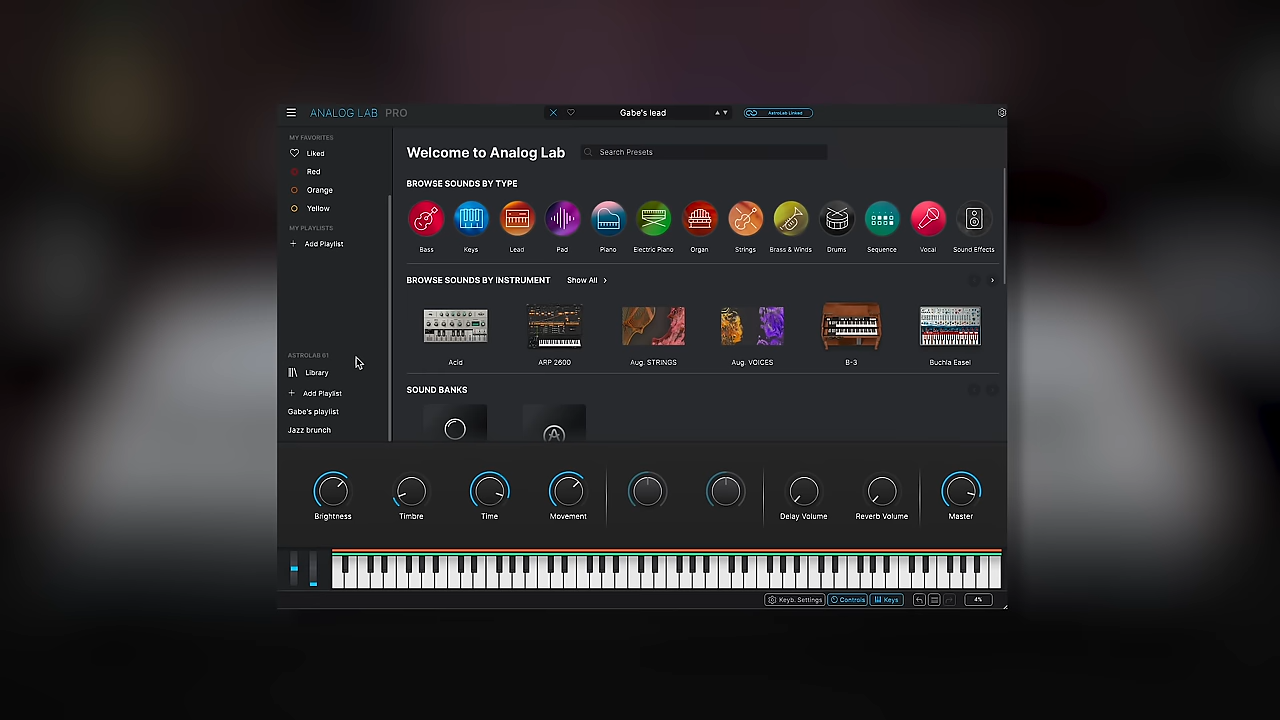 ANALOG LAB PRO
Gabe's lead
AstroLab Linked
MY FAVORITES
Liked
Red
Orange
Yellow
MY PLAYLISTS
Add Playlist
ASTROLAB 01
Library
Add Playlist
Gabe's playlist
Jazz brunch
Welcome to Analog Lab
Search Presets
BROWSE SOUNDS BY TYPE
Bass Keys Lead Pad Piano Electric Piano Organ Strings Brass & Winds Drums Sequence Vocal Sound Effects
BROWSE SOUNDS BY INSTRUMENT Show All
Acid ARP 2600 Aug. STRINGS Aug. VOICES B-3 Buchla Easel
SOUND BANKS
Brightness Timbre Time Movement Delay Volume Reverb Volume Master
Keyb. Settings Controls Keys 4%